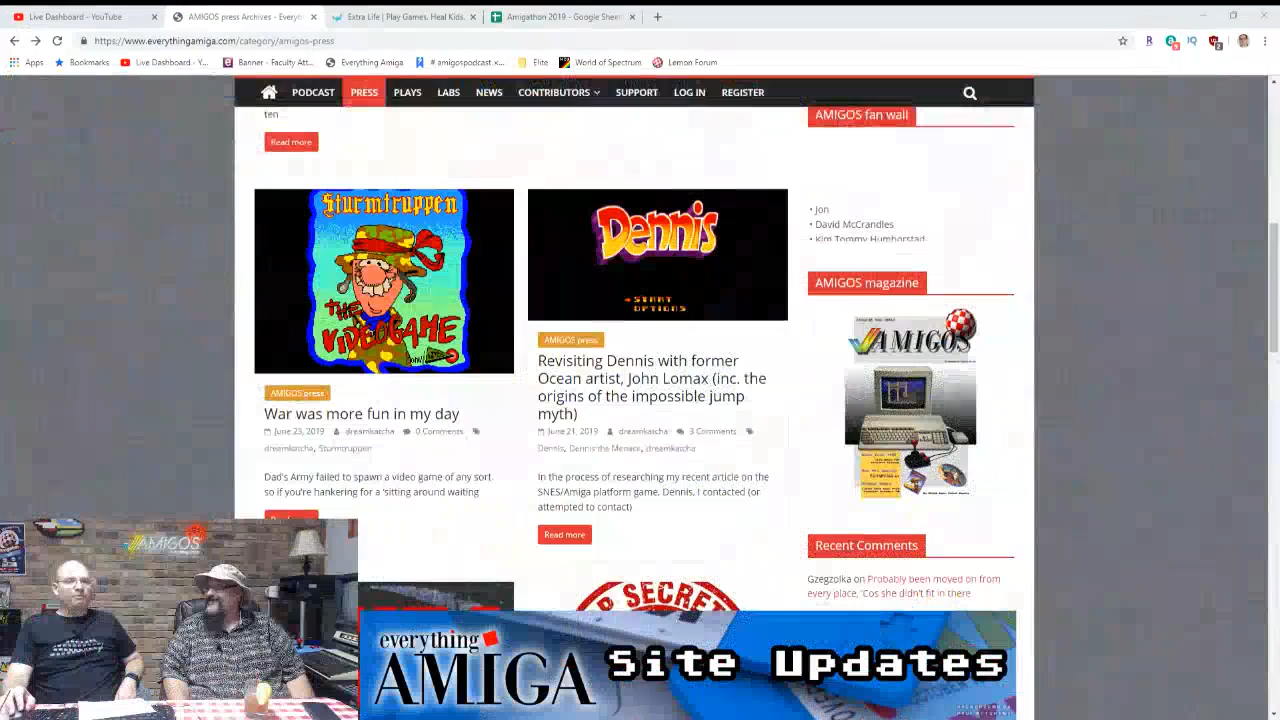 Live Dashboard - YouTube
AMIGOS press Archives - Everyth
Extra Life | Play Games. Heal Kids.
Amigathon 2019 - Google Sheet
https://www.everythingamiga.com/category/amigos-press
Apps
Bookmarks
Live Dashboard - Y...
Banner - Faculty Att...
Everything Amiga
# amigospodcast.x...
Elite
World of Spectrum
Lemon Forum
PODCAST
PRESS
PLAYS
LABS
NEWS
CONTRIBUTORS
SUPPORT
LOG IN
REGISTER
ten
Read more
Sturmtruppen
THE
VIDEOGAME
AMIGOS press
War was more fun in my day
June 23, 2019 dreamkatcha 0 Comments
dreamkatcha, Sturmtruppen
Dad's Army failed to spawn a video game of any sort
so if you're hankering for a 'sitting around waiting
Dennis
START
OPTIONS
AMIGOS press
Revisiting Dennis with former
Ocean artist, John Lomax (inc. the
origins of the impossible jump
myth)
June 21, 2019 dreamkatcha 3 Comments
Dennis, Dennis the Menace, dreamkatcha
In the process of researching my recent article on the
SNES/Amiga platform game, Dennis, I contacted (or
attempted to contact)
Read more
AMIGOS fan wall
• Jon
• David McCrandles
• Kim Tommy Humborstad
AMIGOS magazine
AMIGOS
Recent Comments
Gzegzolka on Probably been moved on from
every place, 'Cos she didn't fit in there
AMIGOS
SECRET
everything
AMIGA
Site Updates